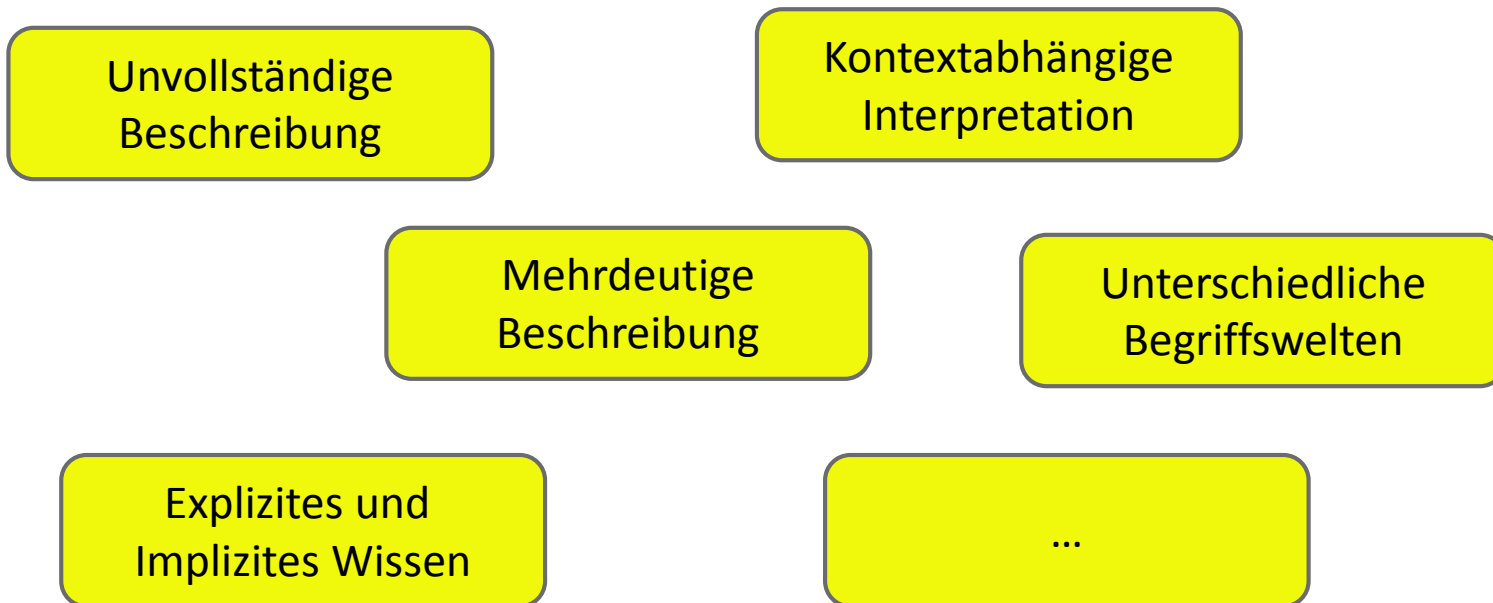 Unvollständige
Beschreibung
Kontextabhängige
Interpretation
Mehrdeutige
Beschreibung
Unterschiedliche
Begriffswelten
Explizites und
Implizites Wissen
...